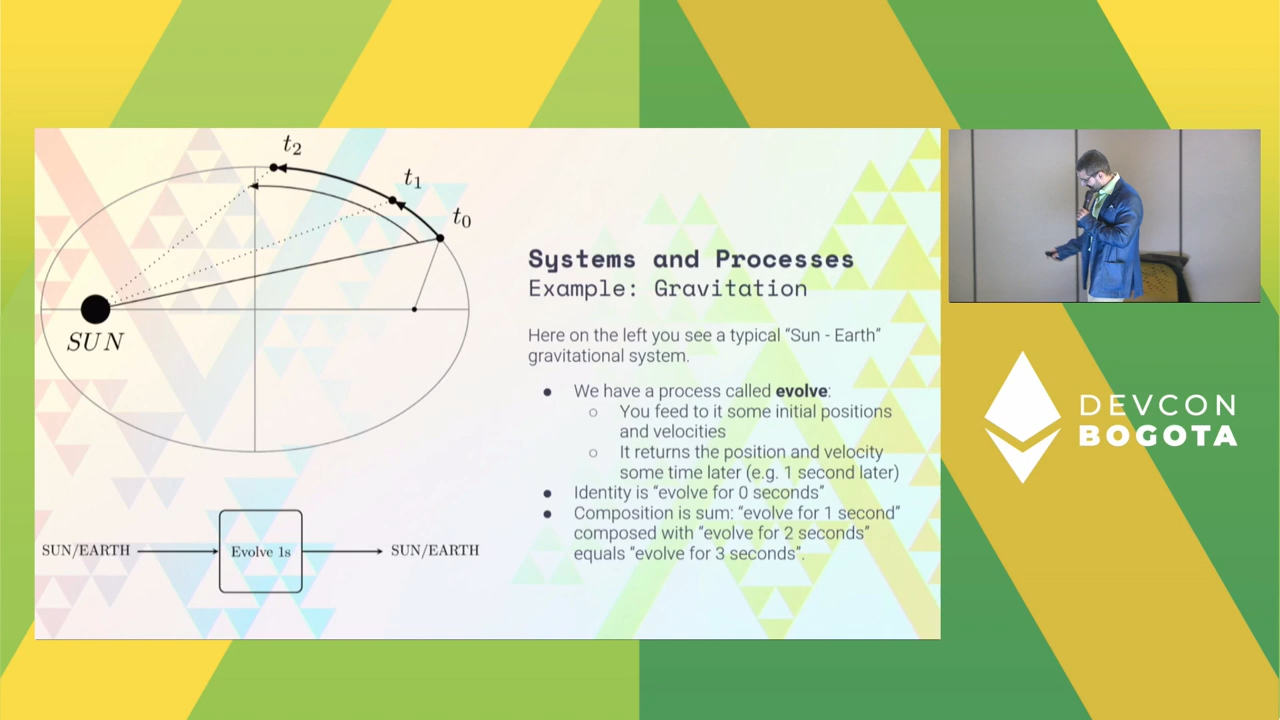 t2
t1
t0
SUN
SUN/EARTH
Evolve 1s
SUN/EARTH
Systems and Processes
Example: Gravitation
Here on the left you see a typical “Sun - Earth”
gravitational system.
● We have a process called evolve:
○ You feed to it some initial positions
and velocities
○ It returns the position and velocity
some time later (e.g. 1 second later)
● Identity is “evolve for 0 seconds”
● Composition is sum: “evolve for 1 second”
composed with “evolve for 2 seconds”
equals “evolve for 3 seconds”.
DEVCON
BOGOTA